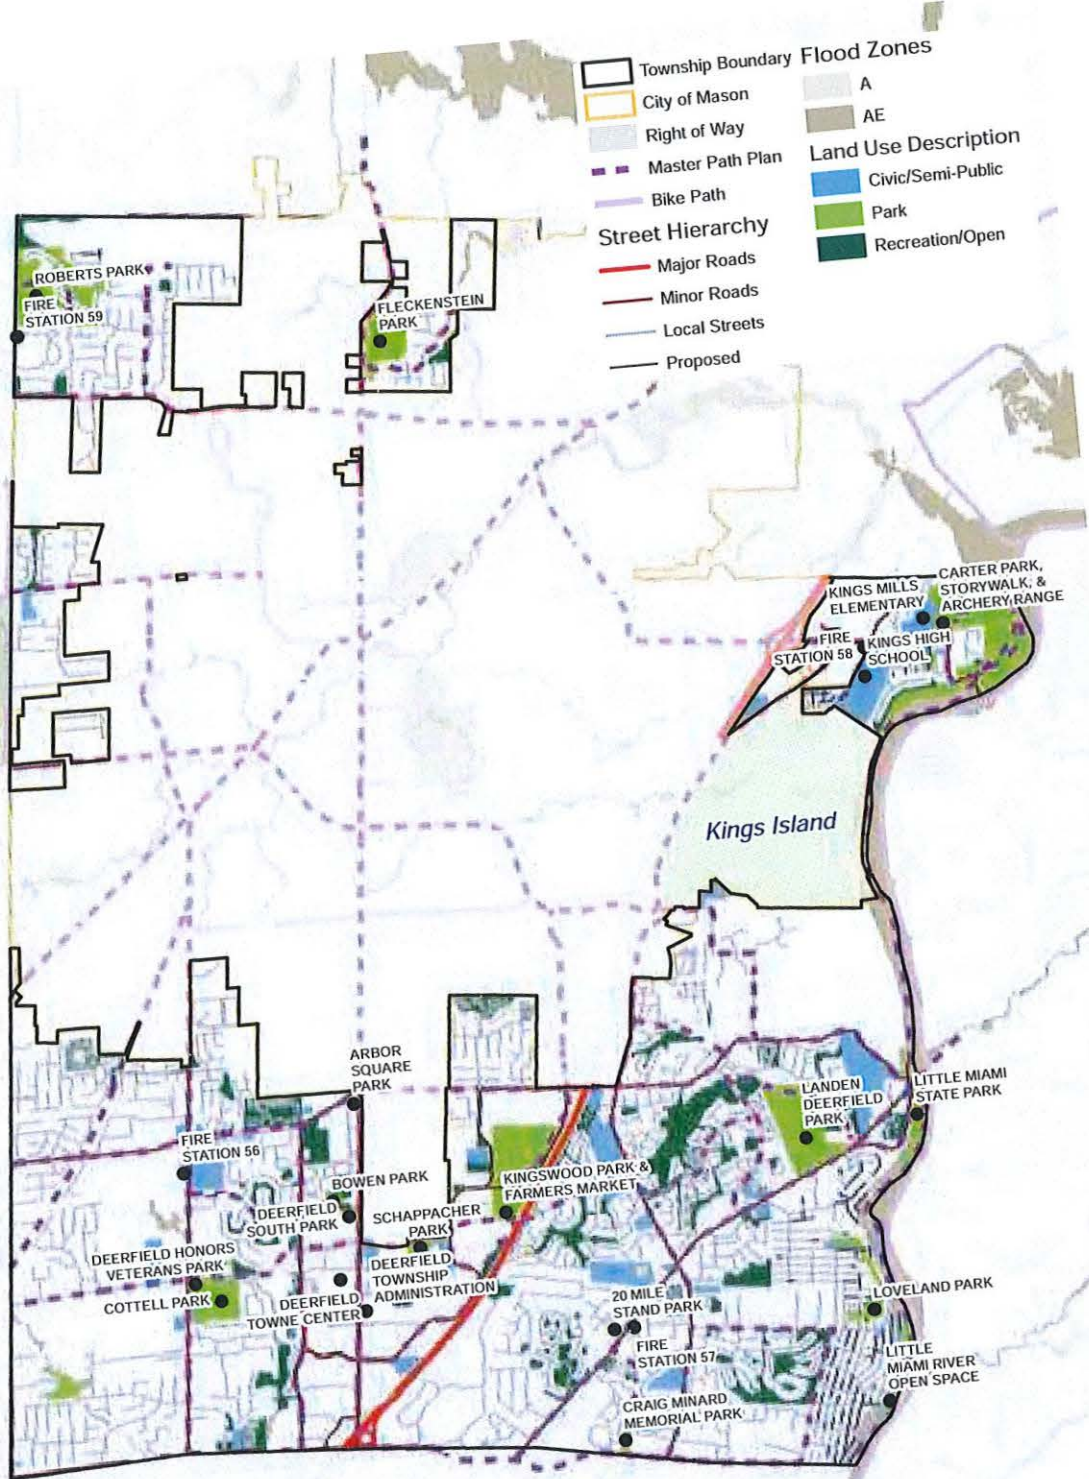 Township Boundary
City of Mason
Right of Way
Master Path Plan
Bike Path
Street Hierarchy
Major Roads
Minor Roads
Local Streets
Proposed
Flood Zones
A
AE
Land Use Description
Civic/Semi-Public
Park
Recreation/Open
ROBERTS PARK
FIRE
STATION 59
FLECKENSTEIN
PARK
KINGS MILLS
ELEMENTARY
CARTER PARK,
STORYWALK, &
ARCHERY RANGE
FIRE
STATION 58
KINGS HIGH
SCHOOL
Kings Island
ARBOR
SQUARE
PARK
LANDEN
DEERFIELD
PARK
LITTLE MIAMI
STATE PARK
FIRE
STATION 56
BOWEN PARK
KINGSWOOD PARK &
FARMERS MARKET
DEERFIELD
SOUTH PARK
SCHAPPACHER
PARK
DEERFIELD HONORS
VETERANS PARK
COTTELL PARK
DEERFIELD
TOWNSHIP
ADMINISTRATION
DEERFIELD
TOWNE CENTER
20 MILE
STAND PARK
FIRE
STATION 57
LOVELAND PARK
LITTLE
MIAMI RIVER
OPEN SPACE
CRAIG MINARD
MEMORIAL PARK